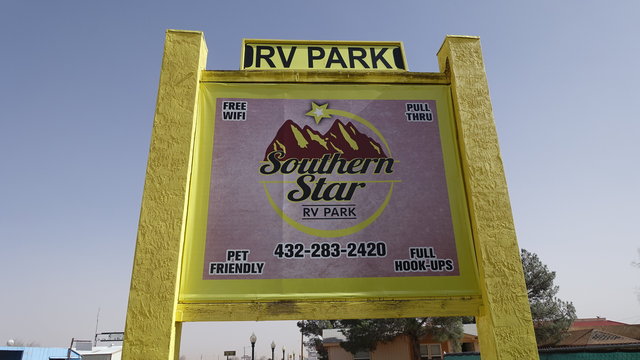 RV PARK
FREE
WIFI
PULL
THRU
Southern
Star
RV PARK
432-283-2420
PET
FRIENDLY
FULL
HOOK-UPS